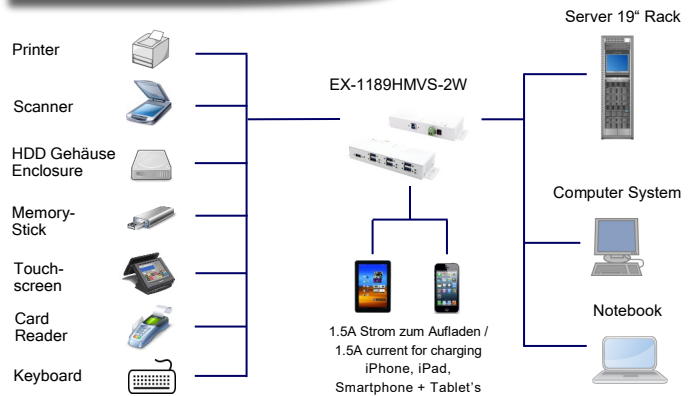 Printer
Scanner
HDD Gehäuse
Enclosure
Memory-
Stick
Touch-
screen
Card
Reader
Keyboard
EX-1189HMVS-2W
1.5A Strom zum Aufladen /
1.5A current for charging
iPhone, iPad,
Smartphone + Tablet's
Server 19“ Rack
Computer System
Notebook